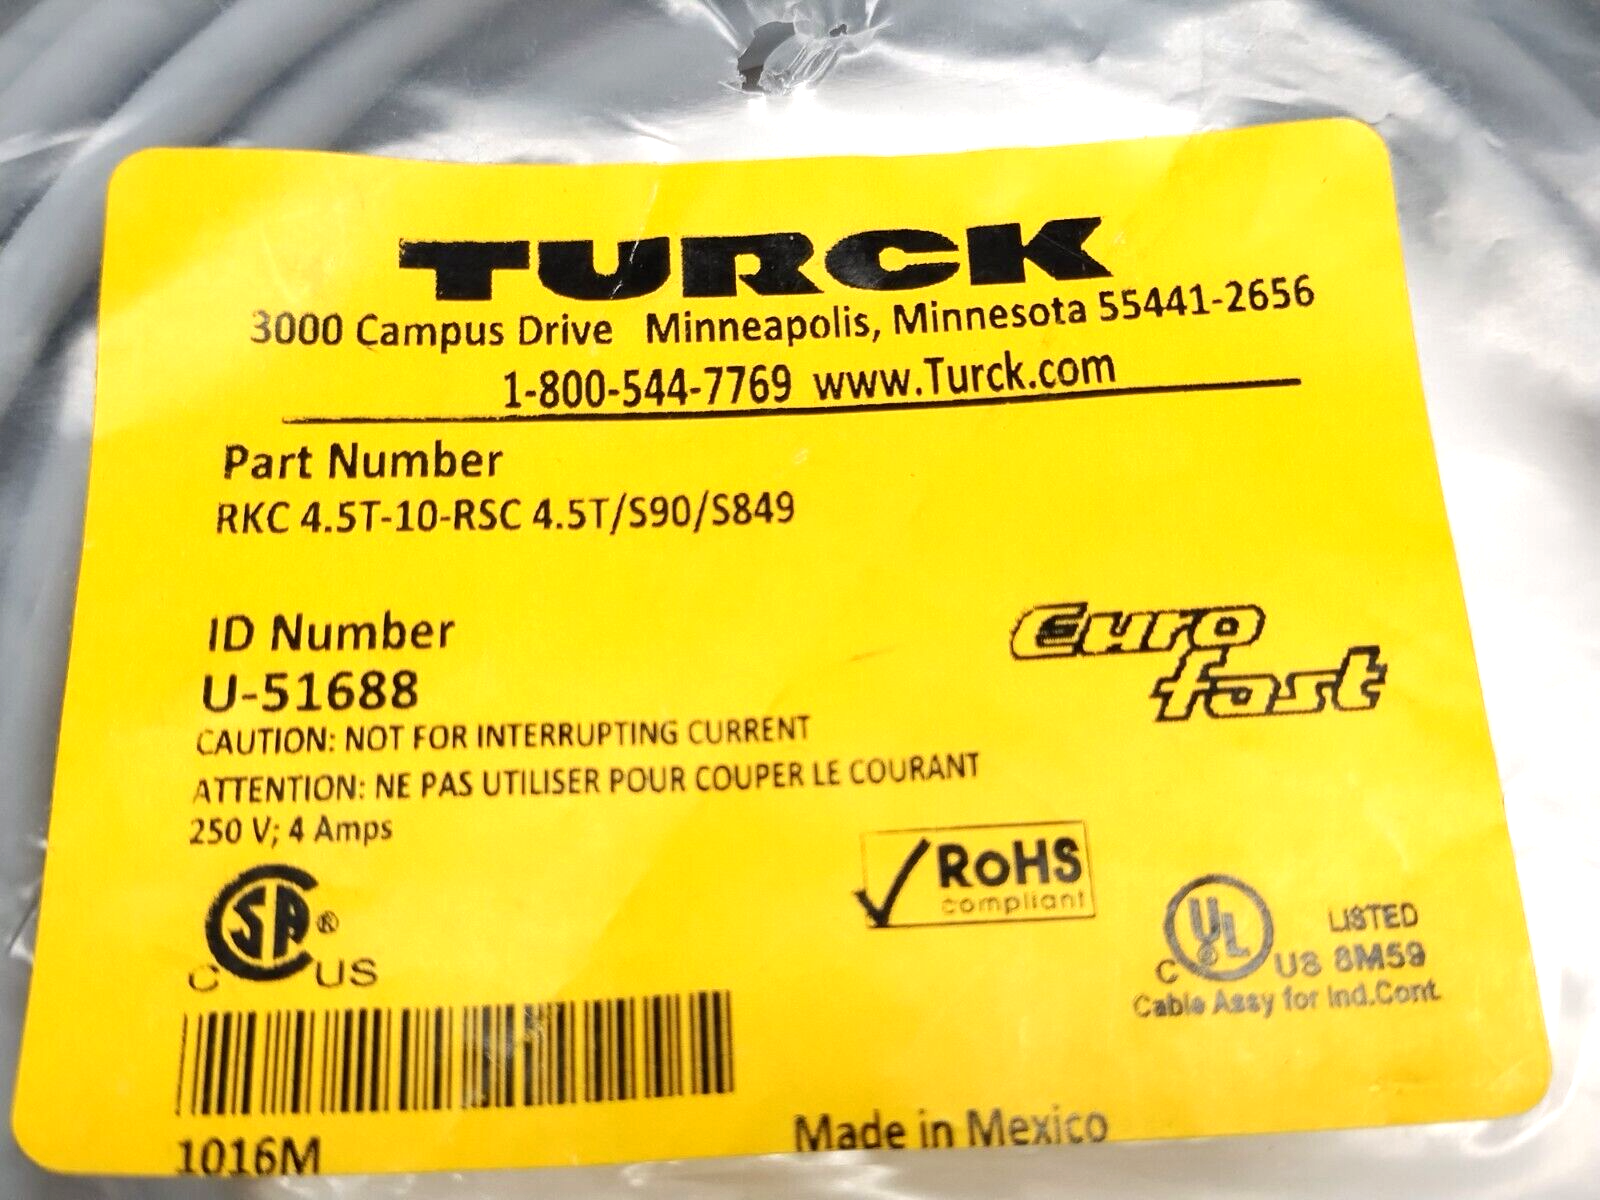 TURCK
3000 Campus Drive Minneapolis, Minnesota 55441-2656
1-800-544-7769 www.Turck.com
Part Number
RKC 4.5T-10-RSC 4.5T/S90/S849
ID Number
U-51688
Euro
fast
CAUTION: NOT FOR INTERRUPTING CURRENT
ATTENTION: NE PAS UTILISER POUR COUPER LE COURANT
250 V; 4 Amps
RoHS
compliant
SA ®
C US
UL ® LISTED
C US 8M59
Cable Assy for Ind.Cont.
1016M
Made in Mexico